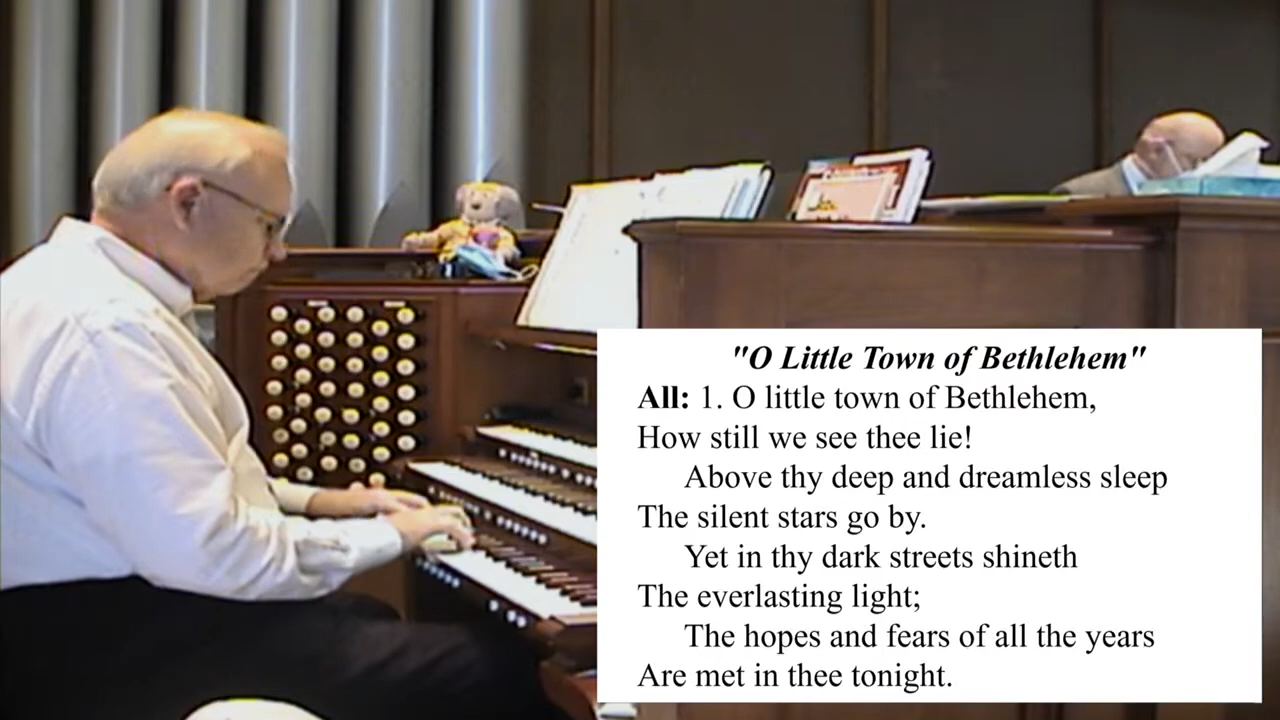 "O Little Town of Bethlehem"
All: 1. O little town of Bethlehem,
How still we see thee lie!
Above thy deep and dreamless sleep
The silent stars go by.
Yet in thy dark streets shineth
The everlasting light;
The hopes and fears of all the years
Are met in thee tonight.